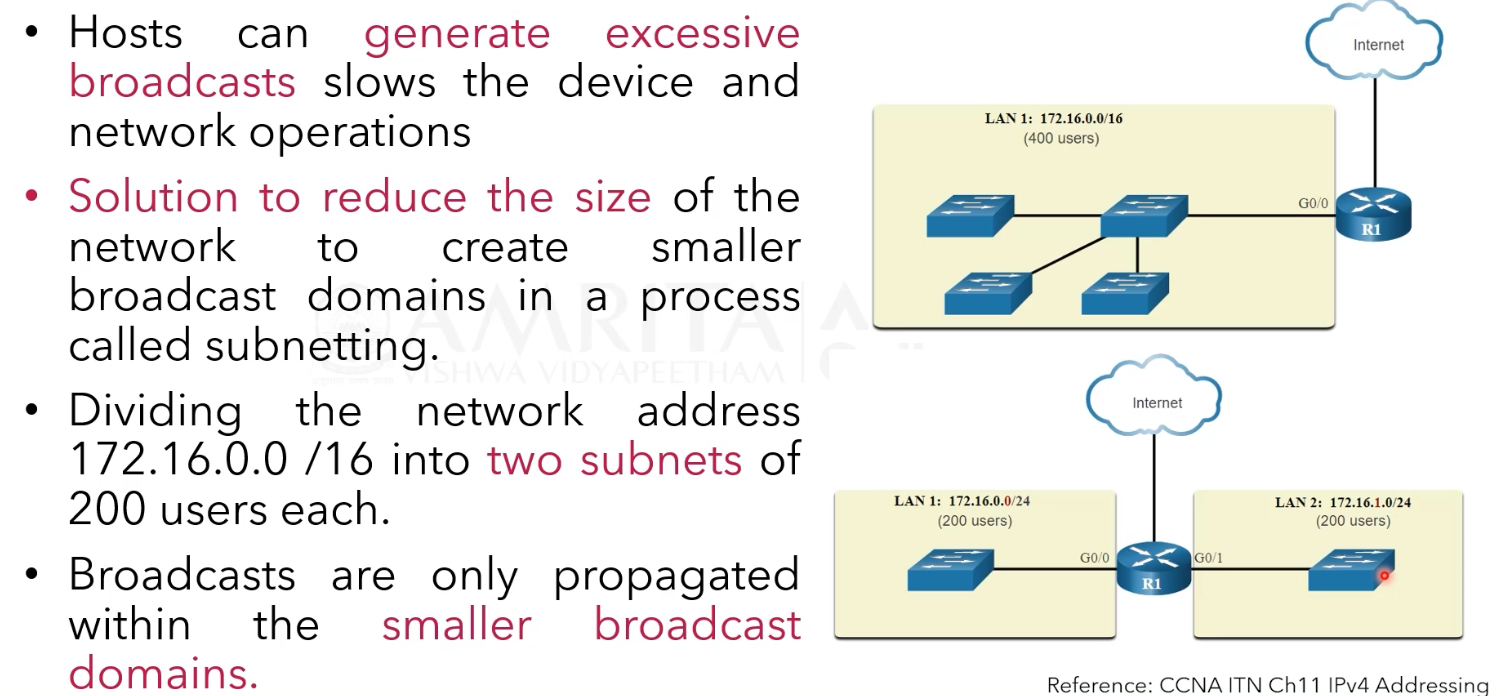 • Hosts can generate excessive
broadcasts slows the device and
network operations
• Solution to reduce the size of the
network to create smaller
broadcast domains in a process
called subnetting.
• Dividing the network address
172.16.0.0 /16 into two subnets of
200 users each.
• Broadcasts are only propagated
within the smaller broadcast
domains.
Internet
LAN 1: 172.16.0.0/16
(400 users)
G0/0
R1
Internet
LAN 1: 172.16.0.0/24
(200 users)
G0/0
R1
G0/1
LAN 2: 172.16.1.0/24
(200 users)
AMRITA
VISHWA VIDYAPEETHAM
Reference: CCNA ITN Ch11 IPv4 Addressing